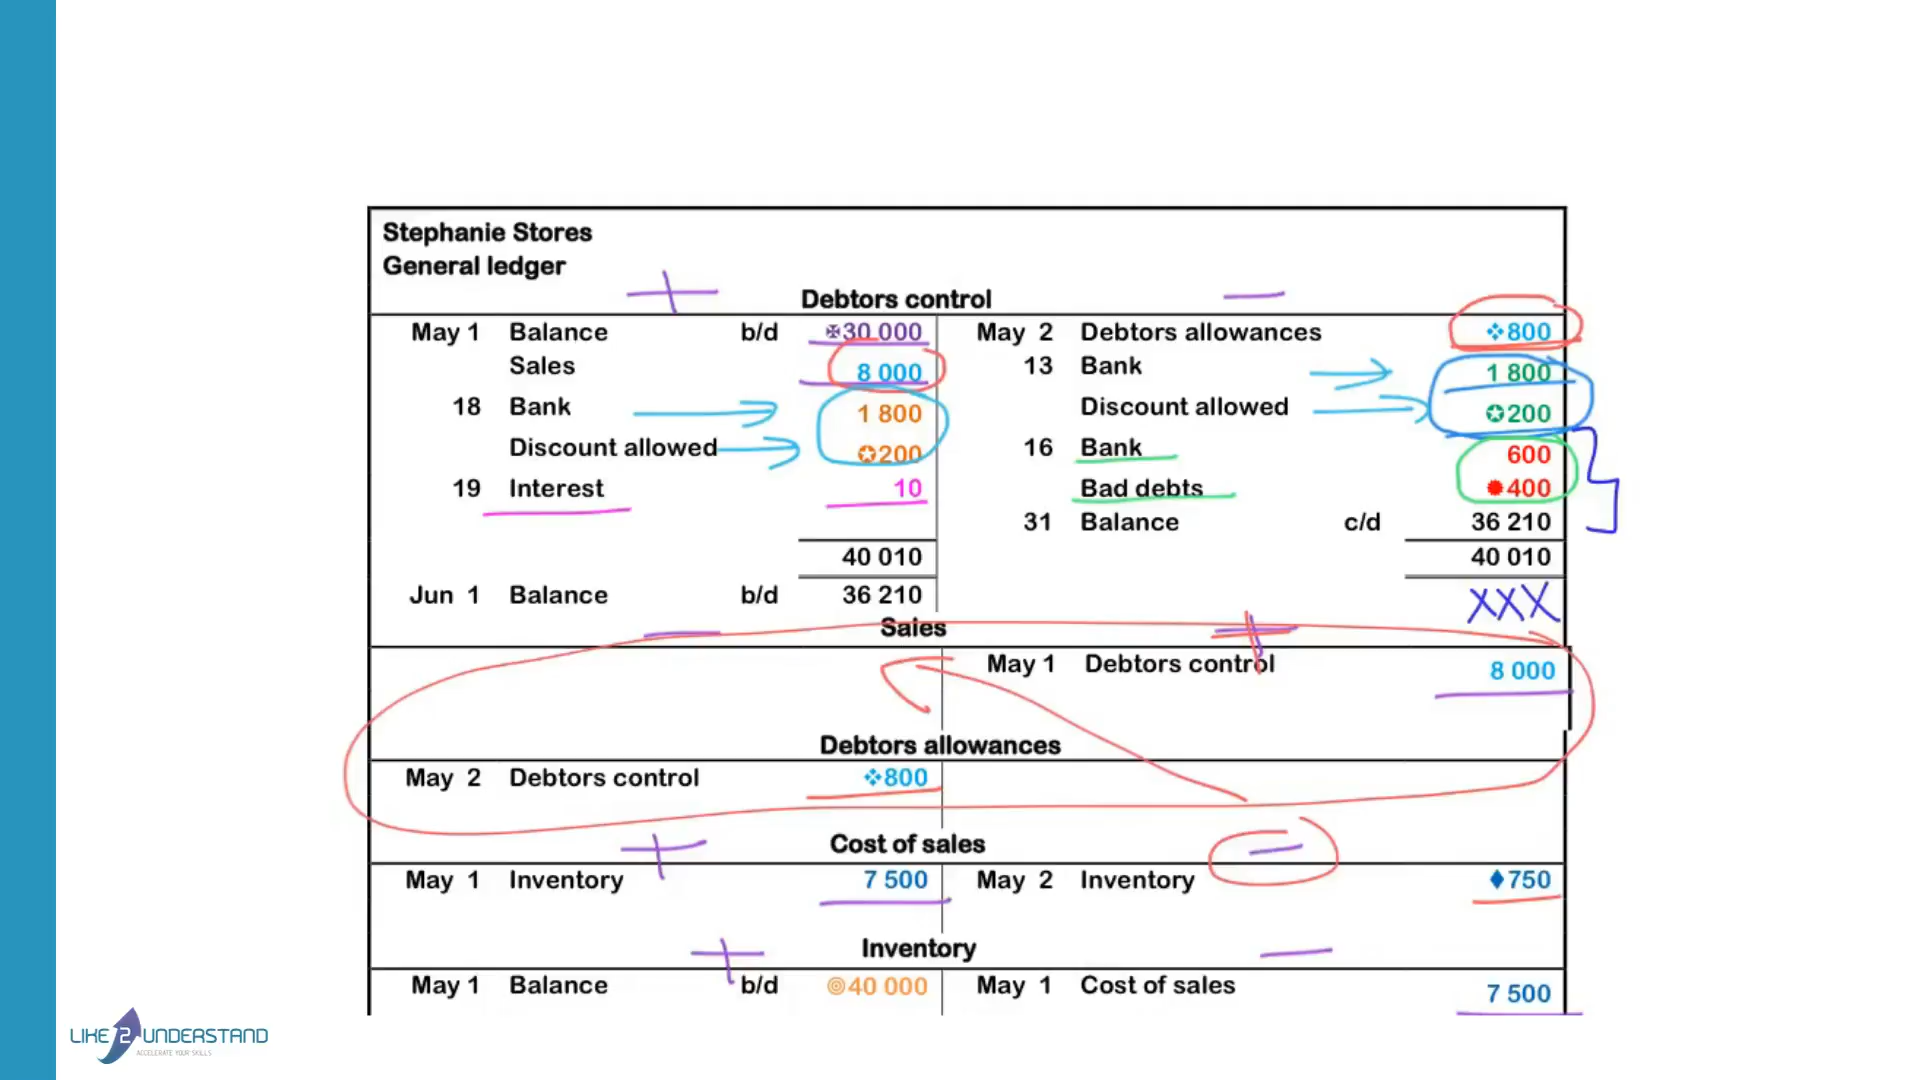 Stephanie Stores
General ledger
+ −
Debtors control
May 1 Balance b/d ✠30 000 May 2 Debtors allowances ❖800
Sales 8 000 13 Bank 1 800
18 Bank 1 800 Discount allowed ✪200
Discount allowed ✪200 16 Bank 600
19 Interest 10 Bad debts ✹400
31 Balance c/d 36 210
40 010 40 010
Jun 1 Balance b/d 36 210 XXX
− Sales +
May 1 Debtors control 8 000
Debtors allowances
May 2 Debtors control ❖800
+ Cost of sales −
May 1 Inventory 7 500 May 2 Inventory ♦750
+ Inventory −
May 1 Balance b/d ◎40 000 May 1 Cost of sales 7 500
LIKE 2 UNDERSTAND
ACCELERATE YOUR SKILLS